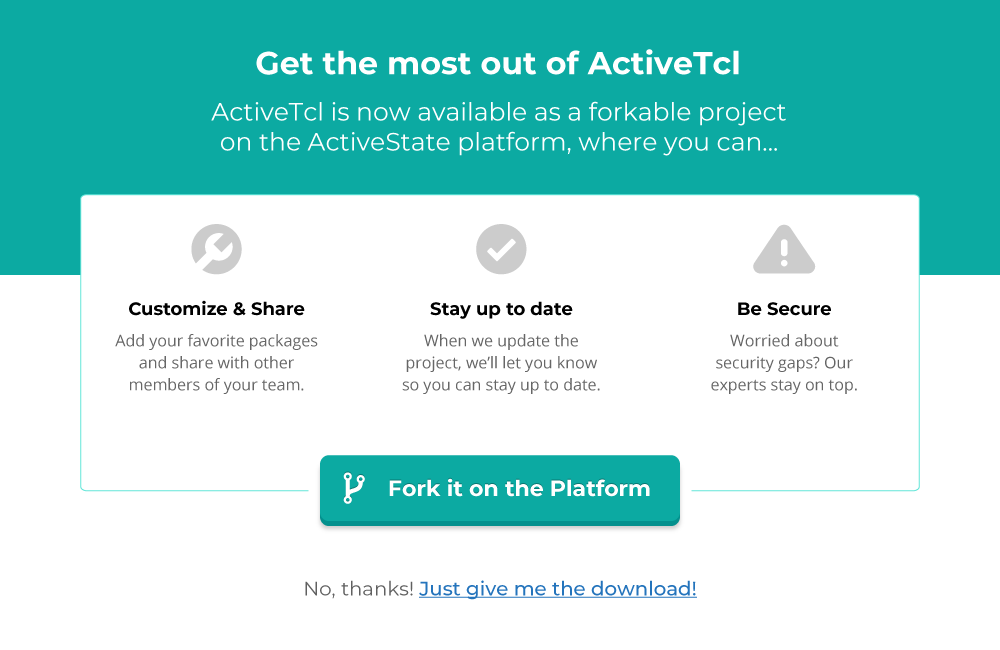 Get the most out of ActiveTcl
ActiveTcl is now available as a forkable project
on the ActiveState platform, where you can...
Customize & Share
Add your favorite packages
and share with other
members of your team.
Stay up to date
When we update the
project, we’ll let you know
so you can stay up to date.
Be Secure
Worried about
security gaps? Our
experts stay on top.
Fork it on the Platform
No, thanks! Just give me the download!